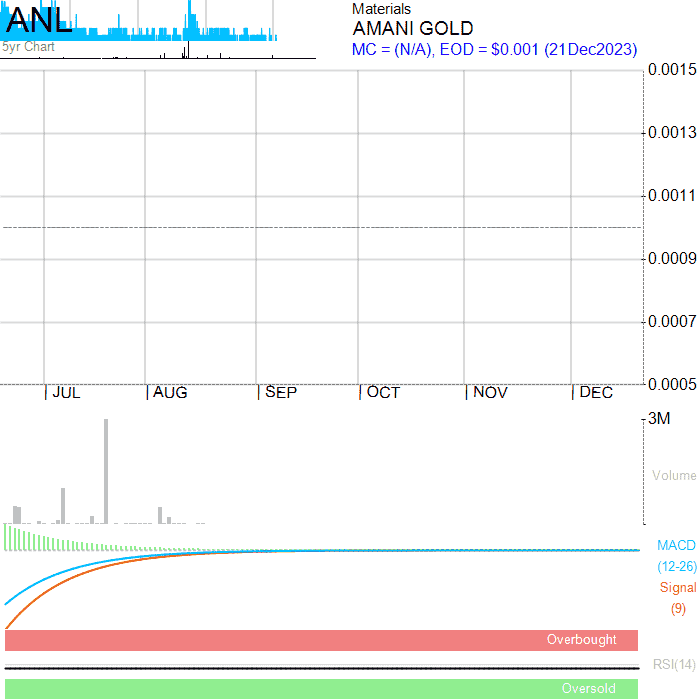 ANL
5yr Chart
Materials
AMANI GOLD
MC = (N/A), EOD = $0.001 (21Dec2023)
0.0015
0.0013
0.0011
0.0009
0.0007
0.0005
JUL AUG SEP OCT NOV DEC
3M
Volume
MACD
(12-26)
Signal
(9)
Overbought
RSI(14)
Oversold